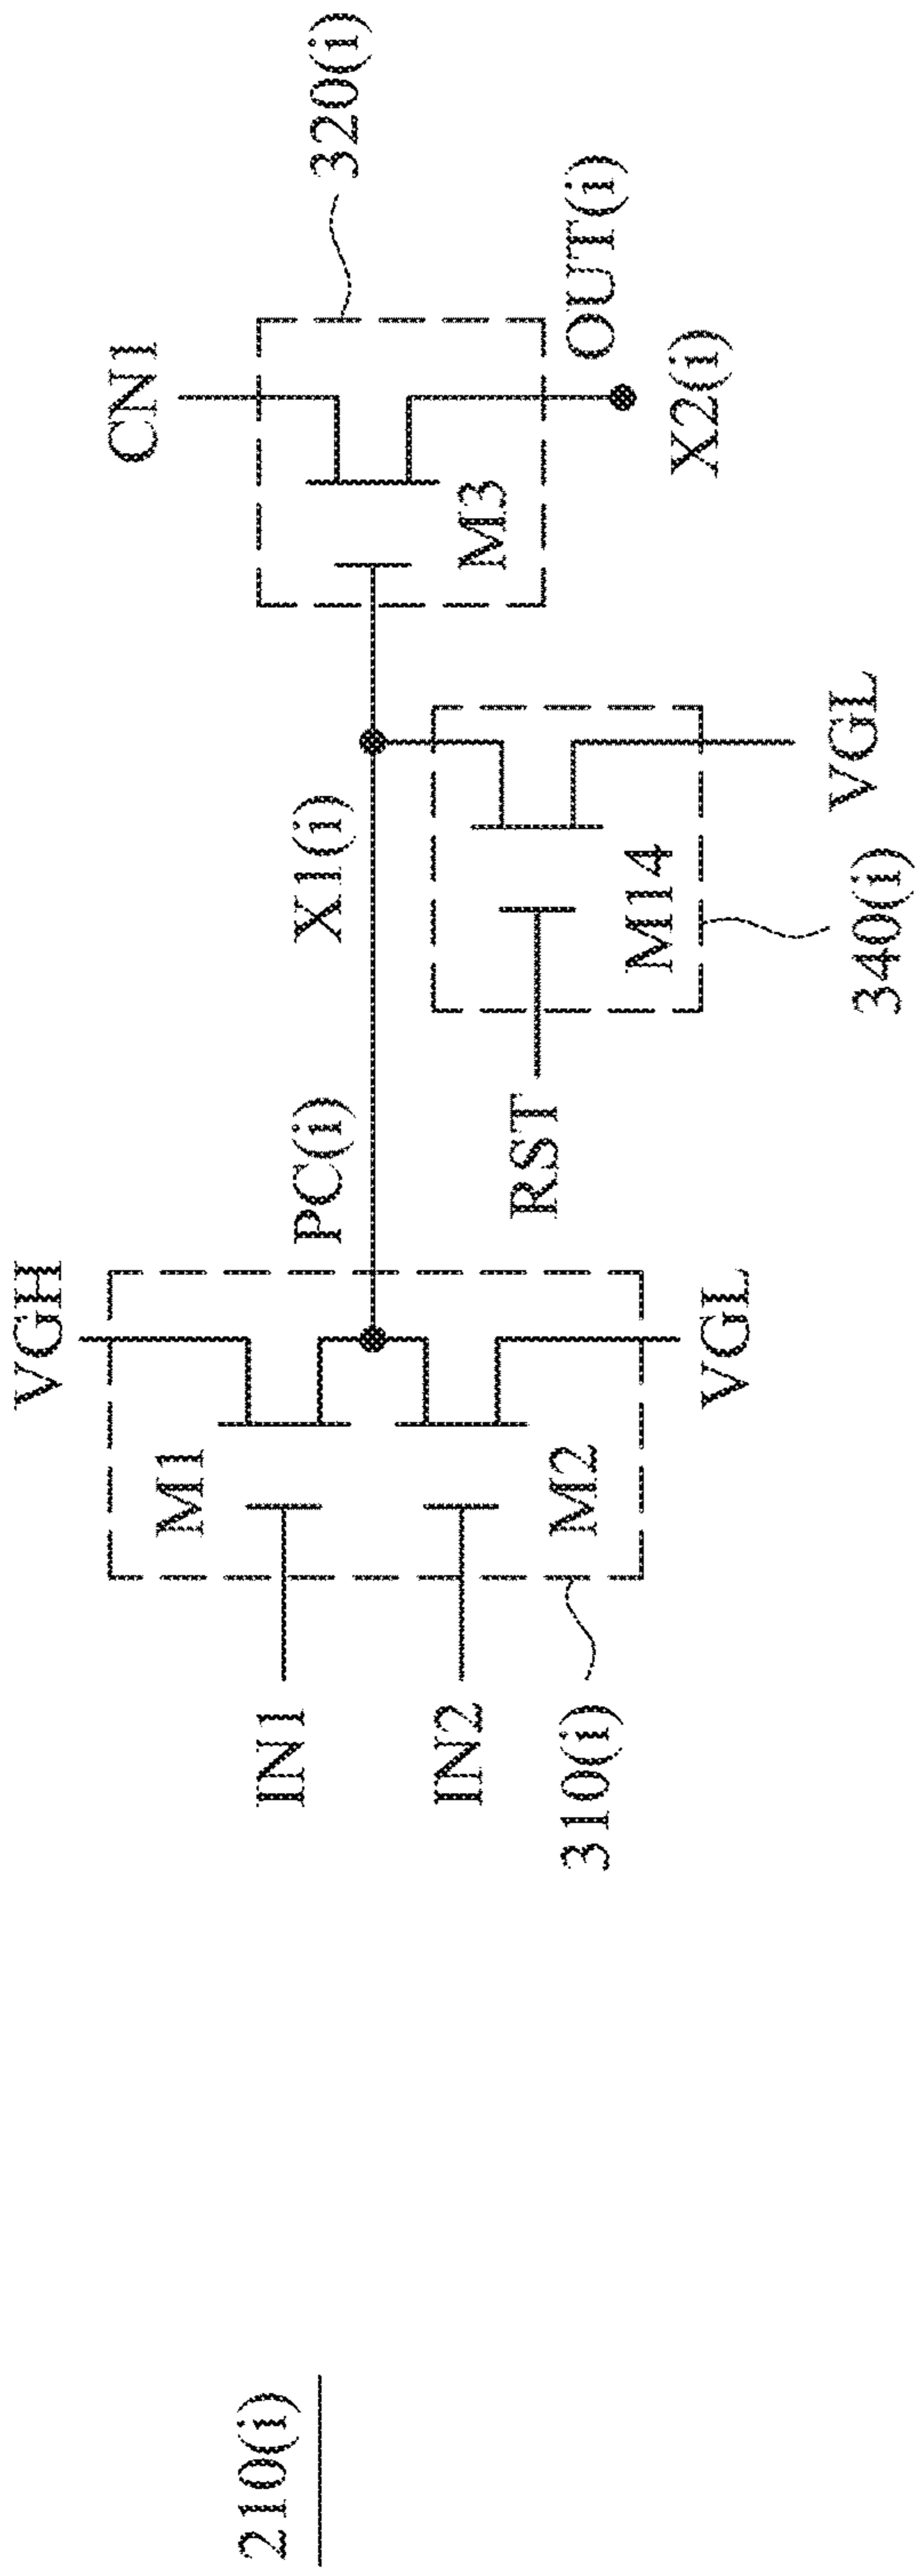 210(i)
VGH
M1
IN1
IN2
M2
VGL
310(i)
PC(i)
X1(i)
RST
M14
VGL
340(i)
CN1
M3
320(i)
OUT(i)
X2(i)